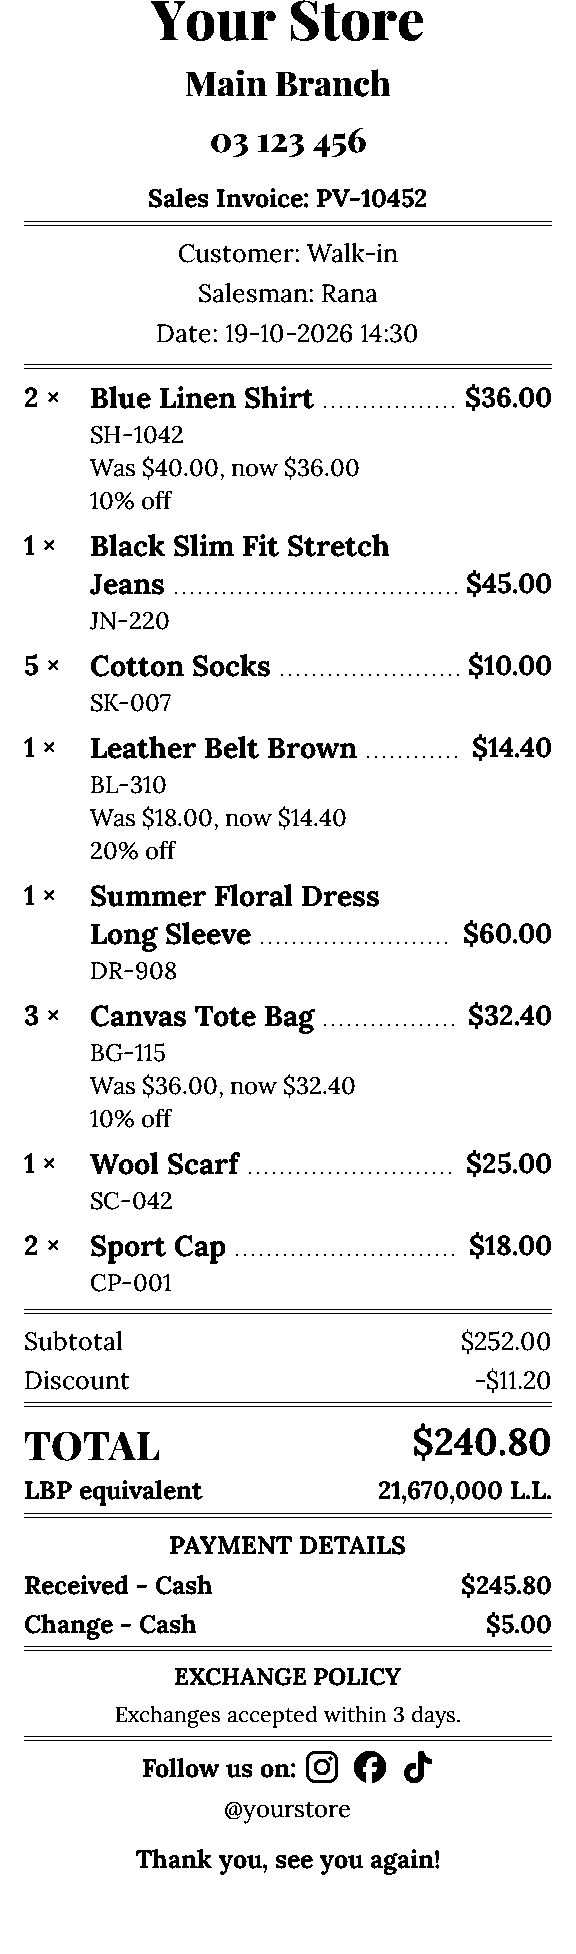 Your Store
Main Branch
03 123 456
Sales Invoice: PV-10452
Customer: Walk-in
Salesman: Rana
Date: 19-10-2026 14:30
2 × Blue Linen Shirt ................. $36.00
SH-1042
Was $40.00, now $36.00
10% off
1 × Black Slim Fit Stretch
Jeans .................................... $45.00
JN-220
5 × Cotton Socks ....................... $10.00
SK-007
1 × Leather Belt Brown ............ $14.40
BL-310
Was $18.00, now $14.40
20% off
1 × Summer Floral Dress
Long Sleeve ........................ $60.00
DR-908
3 × Canvas Tote Bag ................. $32.40
BG-115
Was $36.00, now $32.40
10% off
1 × Wool Scarf .......................... $25.00
SC-042
2 × Sport Cap ............................ $18.00
CP-001
Subtotal $252.00
Discount -$11.20
TOTAL $240.80
LBP equivalent 21,670,000 L.L.
PAYMENT DETAILS
Received - Cash $245.80
Change - Cash $5.00
EXCHANGE POLICY
Exchanges accepted within 3 days.
Follow us on:
@yourstore
Thank you, see you again!